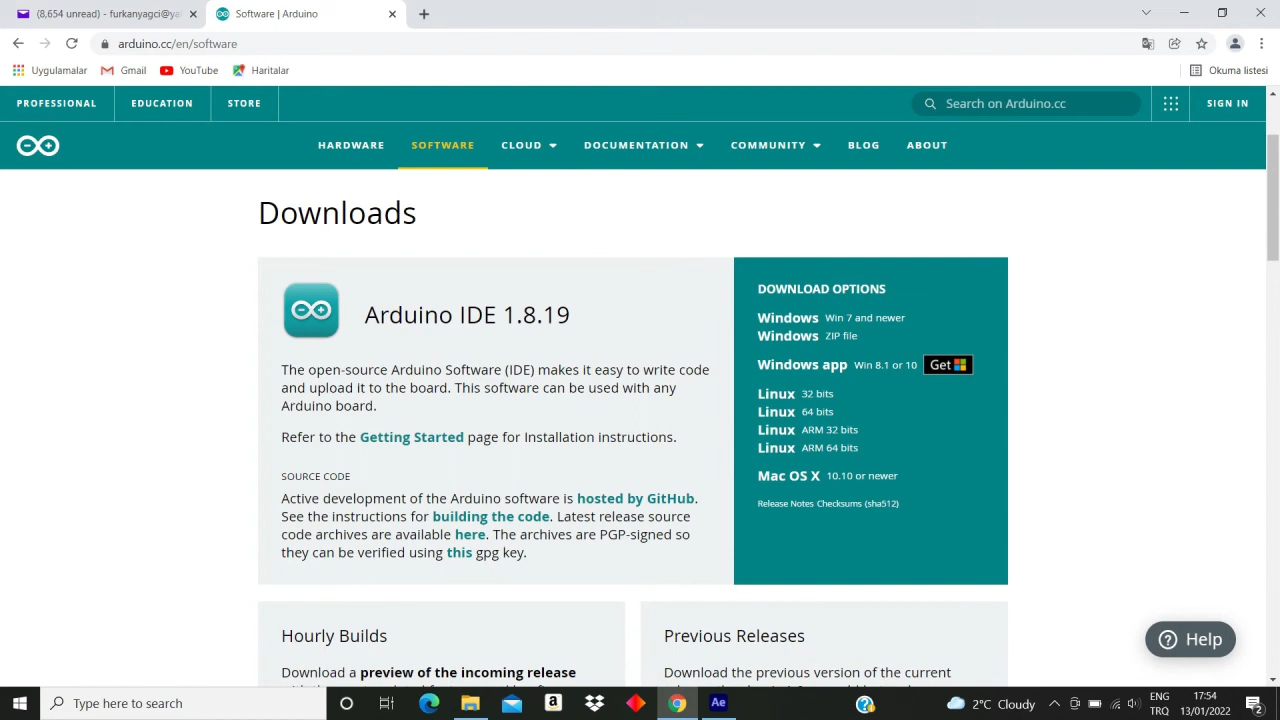 (8,654 unread) - furkanyagci@ya
Software | Arduino
arduino.cc/en/software
Uygulamalar
Gmail
YouTube
Haritalar
Okuma listesi
PROFESSIONAL
EDUCATION
STORE
Search on Arduino.cc
SIGN IN
HARDWARE
SOFTWARE
CLOUD
DOCUMENTATION
COMMUNITY
BLOG
ABOUT
Downloads
Arduino IDE 1.8.19
The open-source Arduino Software (IDE) makes it easy to write code
and upload it to the board. This software can be used with any
Arduino board.
Refer to the Getting Started page for Installation instructions.
SOURCE CODE
Active development of the Arduino software is hosted by GitHub.
See the instructions for building the code. Latest release source
code archives are available here. The archives are PGP-signed so
they can be verified using this gpg key.
DOWNLOAD OPTIONS
Windows Win 7 and newer
Windows ZIP file
Windows app Win 8.1 or 10 Get
Linux 32 bits
Linux 64 bits
Linux ARM 32 bits
Linux ARM 64 bits
Mac OS X 10.10 or newer
Release Notes Checksums (sha512)
Hourly Builds
Download a preview of the incoming release
Previous Releases
Download the previous version of the current
Help
Type here to search
Ae
2°C Cloudy
ENG
TRQ
17:54
13/01/2022
2